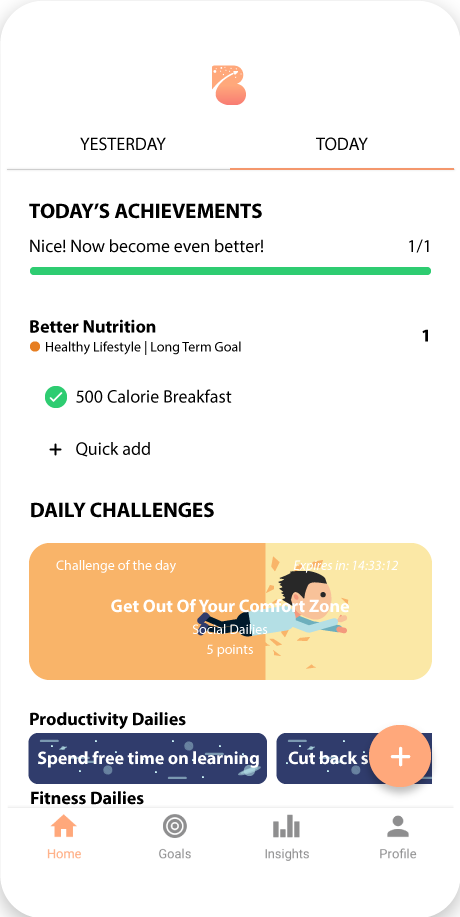 YESTERDAY TODAY
TODAY'S ACHIEVEMENTS
Nice! Now become even better! 1/1
Better Nutrition 1
Healthy Lifestyle | Long Term Goal
500 Calorie Breakfast
+ Quick add
DAILY CHALLENGES
Challenge of the day Expires in: 14:33:12
Get Out Of Your Comfort Zone
Social Dailies
5 points
Productivity Dailies
Spend free time on learning Cut back s
Fitness Dailies
Home Goals Insights Profile